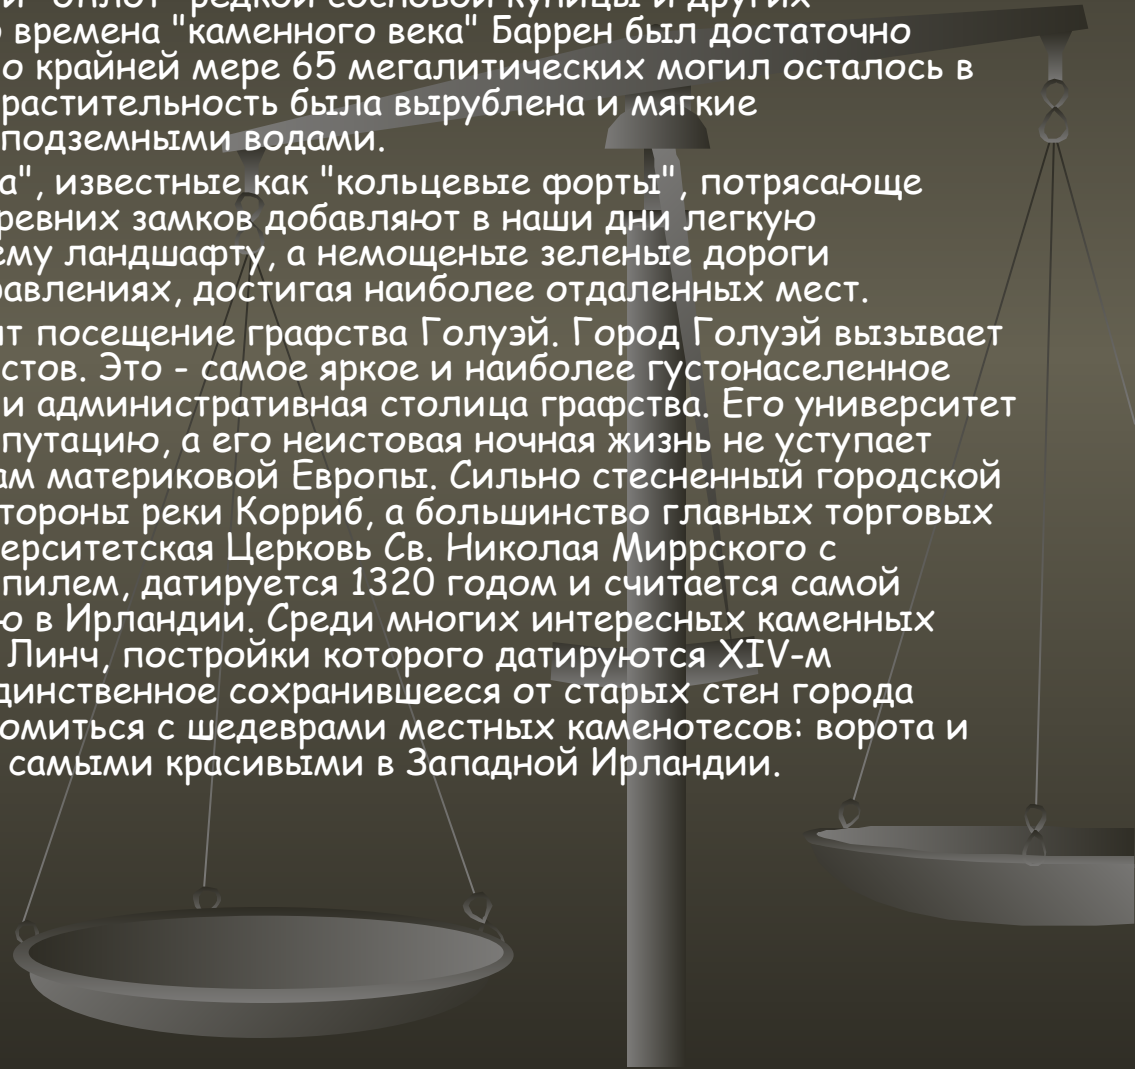 и "оплот" редкой сосновой куницы и других
времена "каменного века" Баррен был достаточно
о крайней мере 65 мегалитических могил осталось в
растительность была вырублена и мягкие
подземными водами.
а", известные как "кольцевые форты", потрясающе
ревних замков добавляют в наши дни легкую
ему ландшафту, а немощеные зеленые дороги
равлениях, достигая наиболее отдаленных мест.
ит посещение графства Голуэй. Город Голуэй вызывает
стов. Это - самое яркое и наиболее густонаселенное
и административная столица графства. Его университет
путацию, а его неистовая ночная жизнь не уступает
ам материковой Европы. Сильно стесненный городской
тороны реки Корриб, а большинство главных торговых
ерситетская Церковь Св. Николая Миррского с
пилем, датируется 1320 годом и считается самой
ю в Ирландии. Среди многих интересных каменных
Линч, постройки которого датируются XIV-м
динственное сохранившееся от старых стен города
омиться с шедеврами местных каменотесов: ворота и
самыми красивыми в Западной Ирландии.